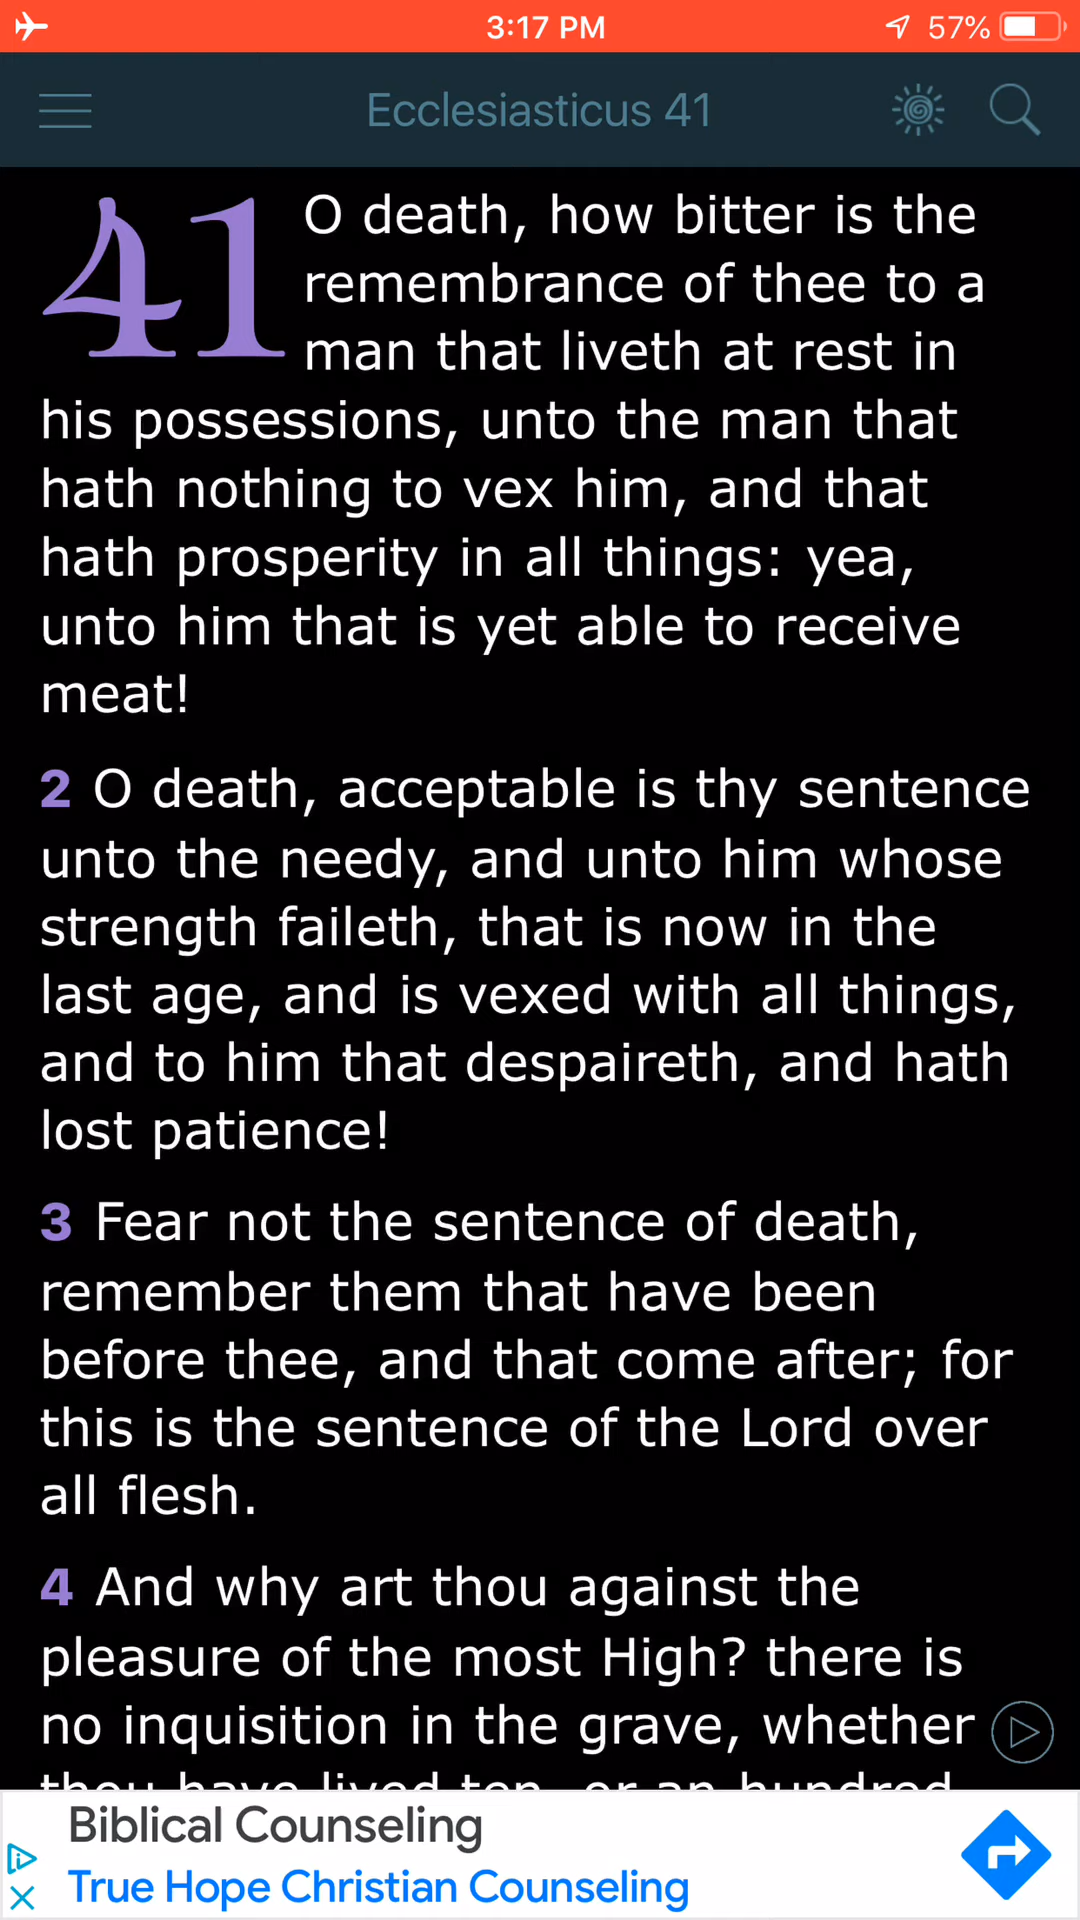 3:17 PM
57%
Ecclesiasticus 41
41 O death, how bitter is the
remembrance of thee to a
man that liveth at rest in
his possessions, unto the man that
hath nothing to vex him, and that
hath prosperity in all things: yea,
unto him that is yet able to receive
meat!
2 O death, acceptable is thy sentence
unto the needy, and unto him whose
strength faileth, that is now in the
last age, and is vexed with all things,
and to him that despaireth, and hath
lost patience!
3 Fear not the sentence of death,
remember them that have been
before thee, and that come after; for
this is the sentence of the Lord over
all flesh.
4 And why art thou against the
pleasure of the most High? there is
no inquisition in the grave, whether
thou have lived ten, or an hundred
Biblical Counseling
True Hope Christian Counseling